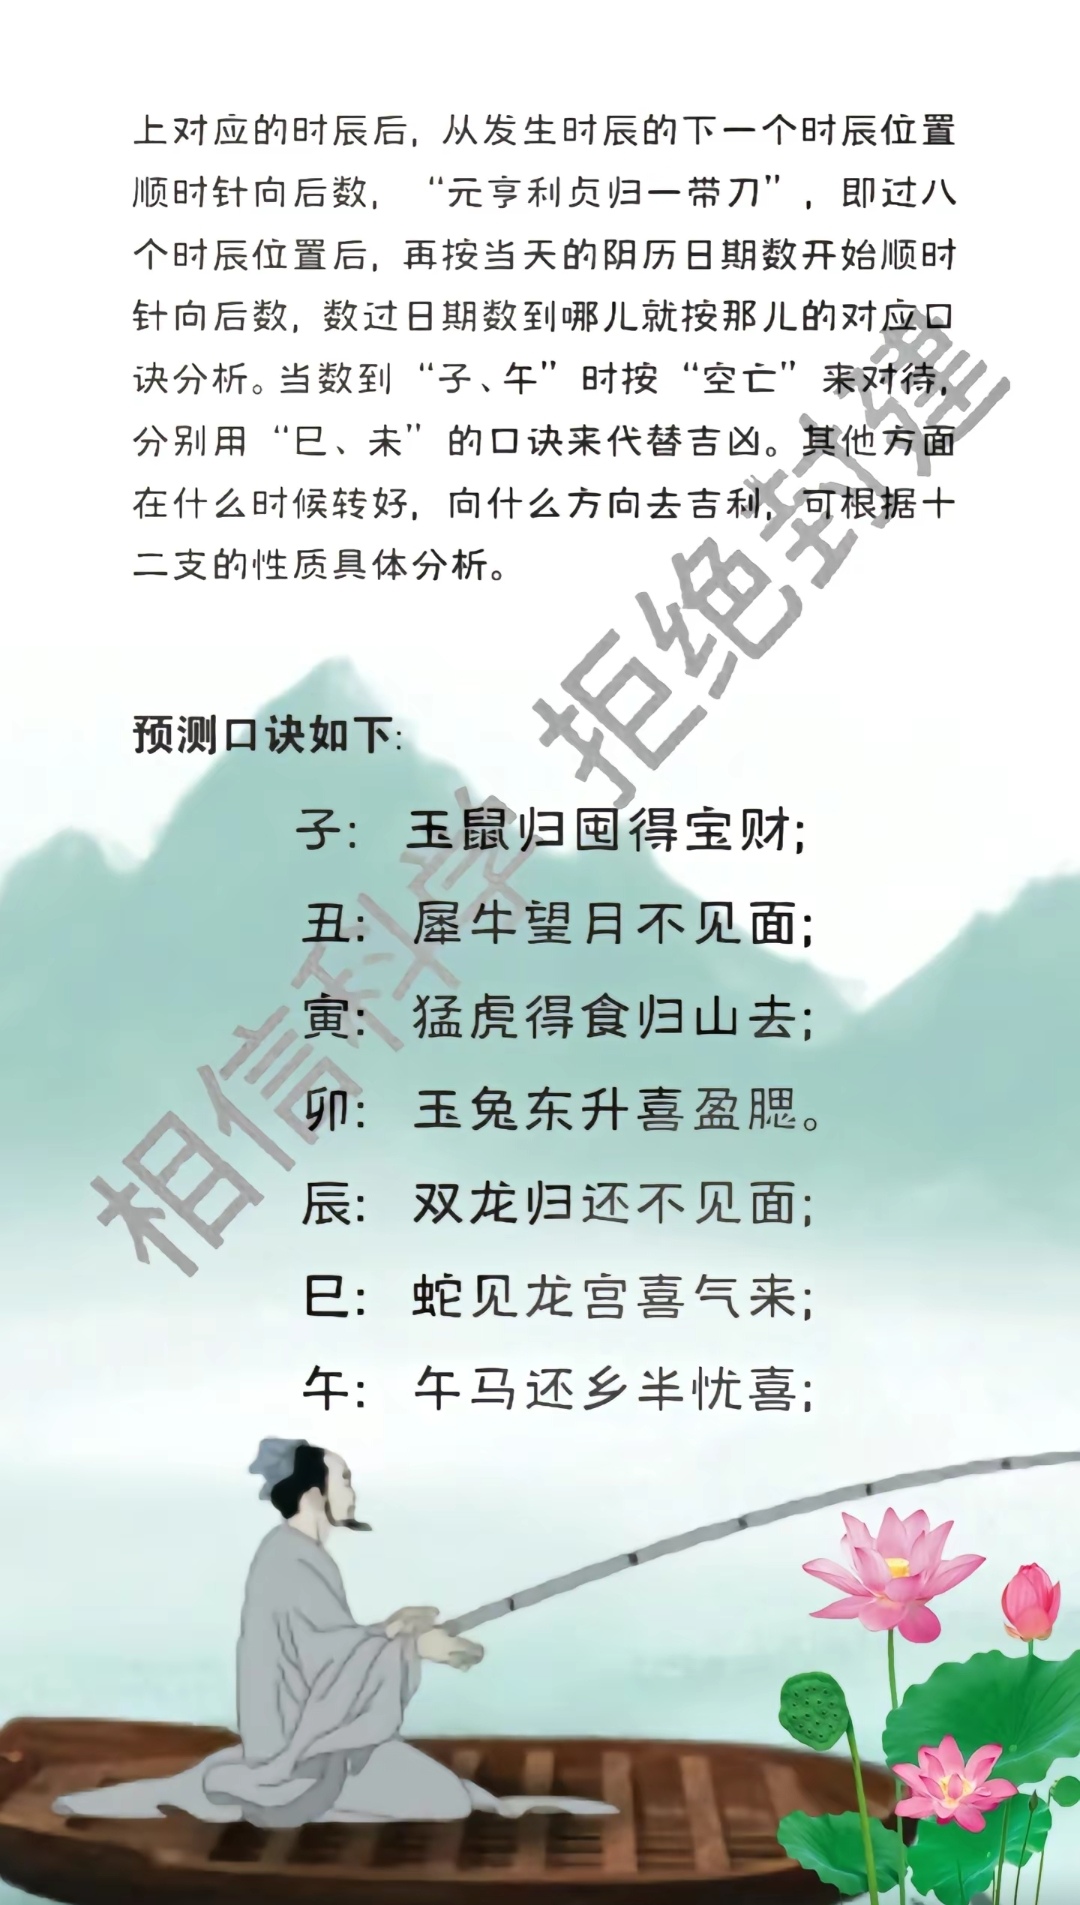 上对应的时辰后，从发生时辰的下一个时辰位置
顺时针向后数，“元亨利贞归一带刀”，即过八
个时辰位置后，再按当天的阴历日期数开始顺时
针向后数，数过日期数到哪儿就按那儿的对应口
诀分析。当数到“子、午”时按“空亡”来对待，
分别用“巳、未”的口诀来代替吉凶。其他方面
在什么时候转好，向什么方向去吉利，可根据十
二支的性质具体分析。
预测口诀如下：
子： 玉鼠归囤得宝财；
丑： 犀牛望月不见面；
寅： 猛虎得食归山去；
卯： 玉兔东升喜盈腮。
辰： 双龙归还不见面；
巳： 蛇见龙宫喜气来；
午： 午马还乡半忧喜；
相信科学 拒绝封建